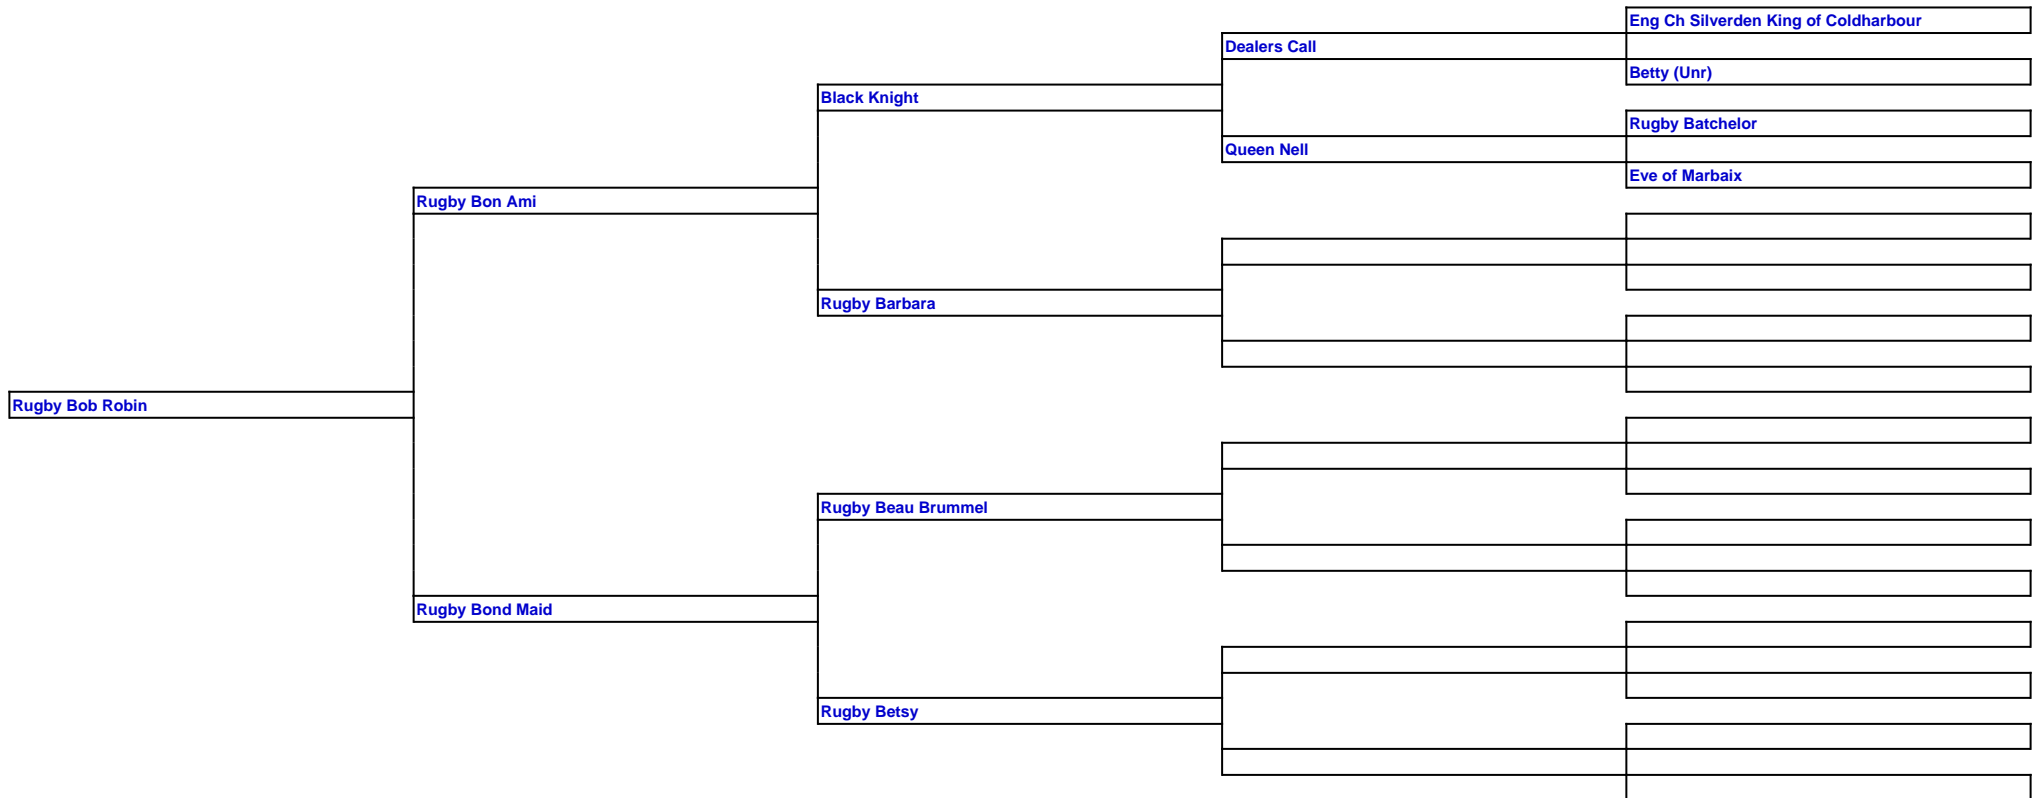 Eng Ch Silverden King of Coldharbour
Dealers Call
Betty (Unr)
Black Knight
Rugby Batchelor
Queen Nell
Eve of Marbaix
Rugby Bon Ami
Rugby Barbara
Rugby Bob Robin
Rugby Beau Brummel
Rugby Bond Maid
Rugby Betsy